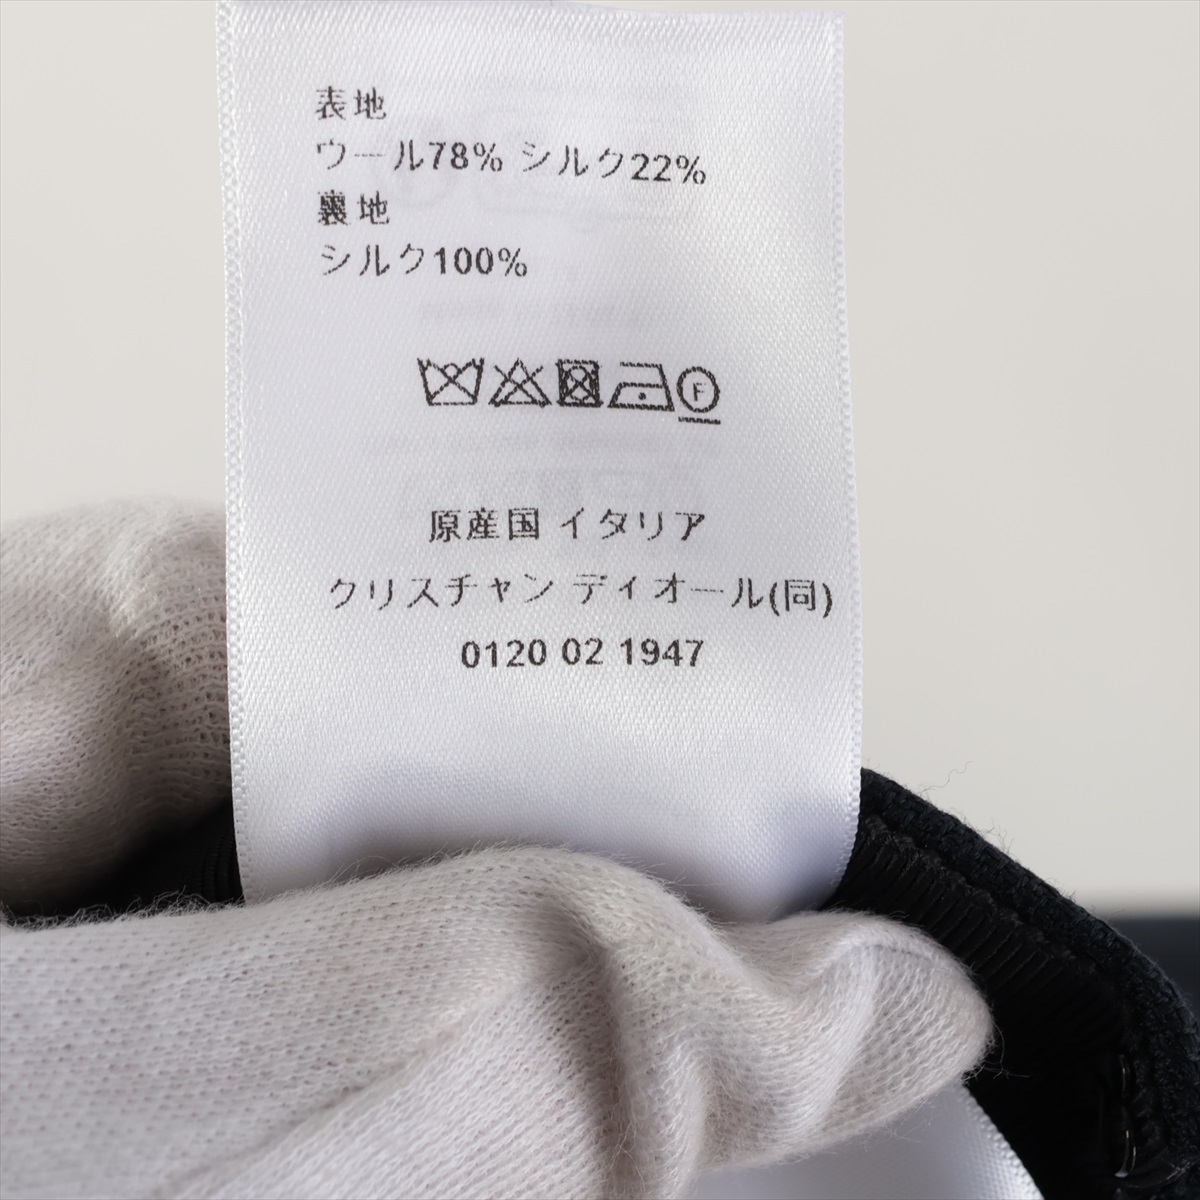 表地
ウール78% シルク22%
裏地
シルク100%
F
原産国 イタリア
クリスチャン ディオール(同)
0120 02 1947